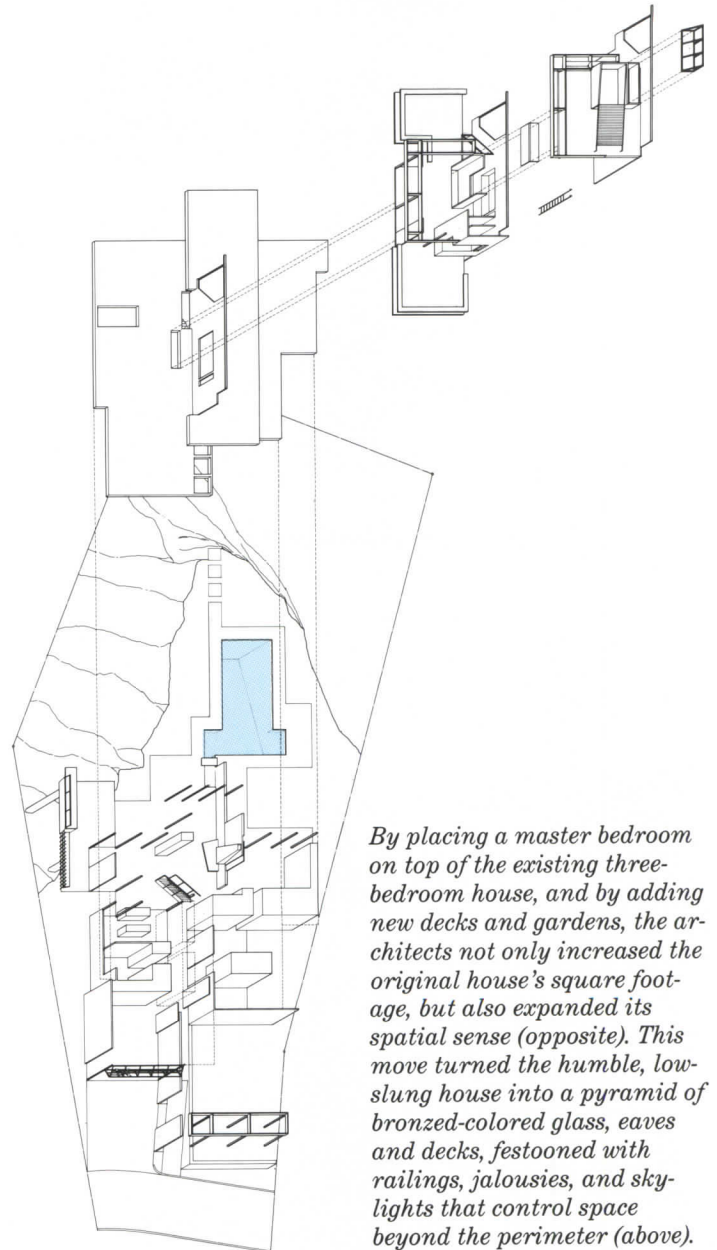 By placing a master bedroom
on top of the existing three-
bedroom house, and by adding
new decks and gardens, the ar-
chitects not only increased the
original house's square foot-
age, but also expanded its
spatial sense (opposite). This
move turned the humble, low-
slung house into a pyramid of
bronzed-colored glass, eaves
and decks, festooned with
railings, jalousies, and sky-
lights that control space
beyond the perimeter (above).